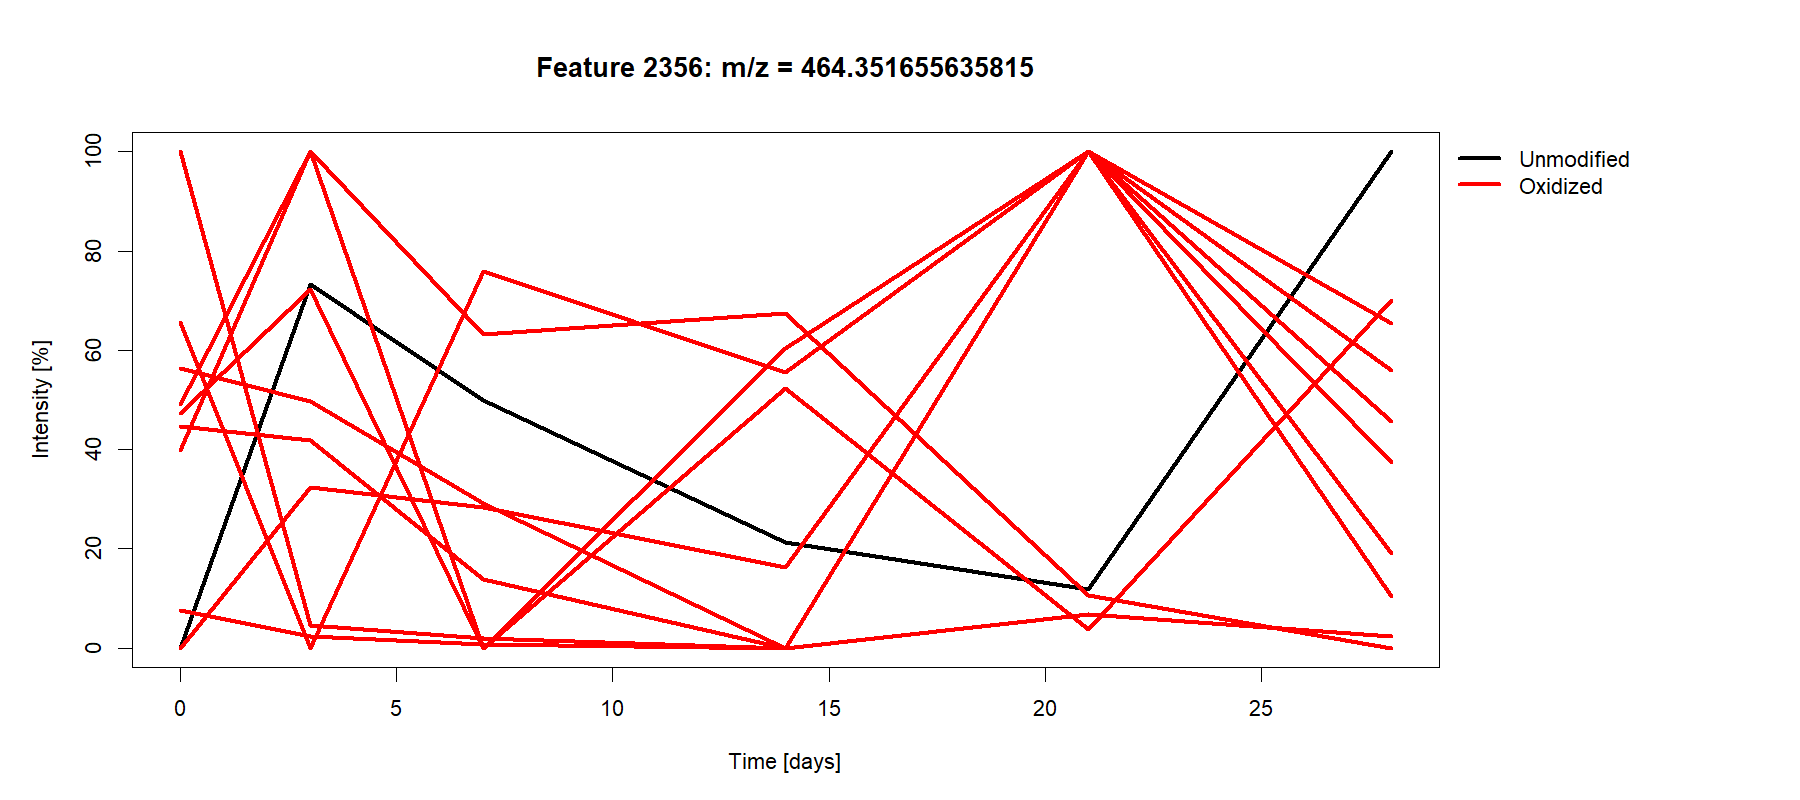 Feature 2356: m/z = 464.351655635815
Unmodified
Oxidized
Intensity [%]
100
80
60
40
20
0
0 5 10 15 20 25
Time [days]